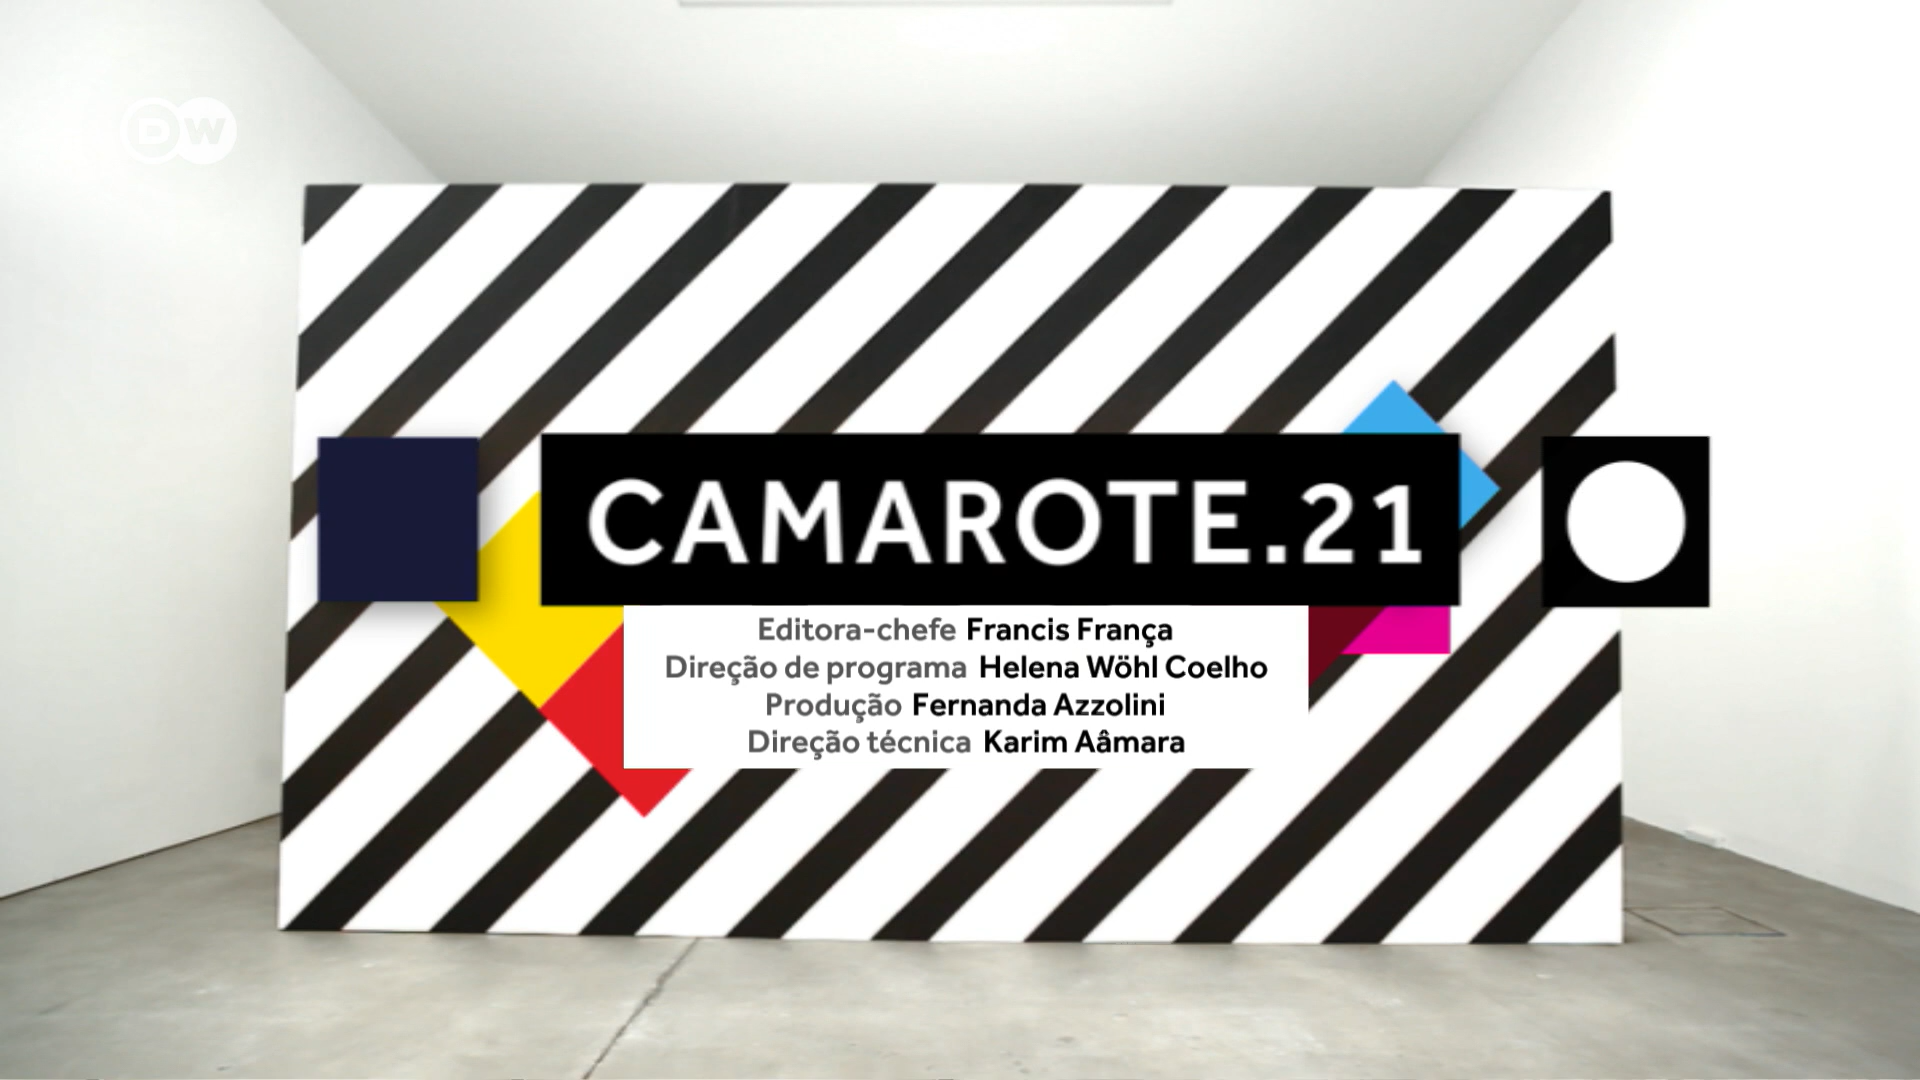 DW
CAMAROTE.21
Editora-chefe Francis França
Direção de programa Helena Wöhl Coelho
Produção Fernanda Azzolini
Direção técnica Karim Aâmara